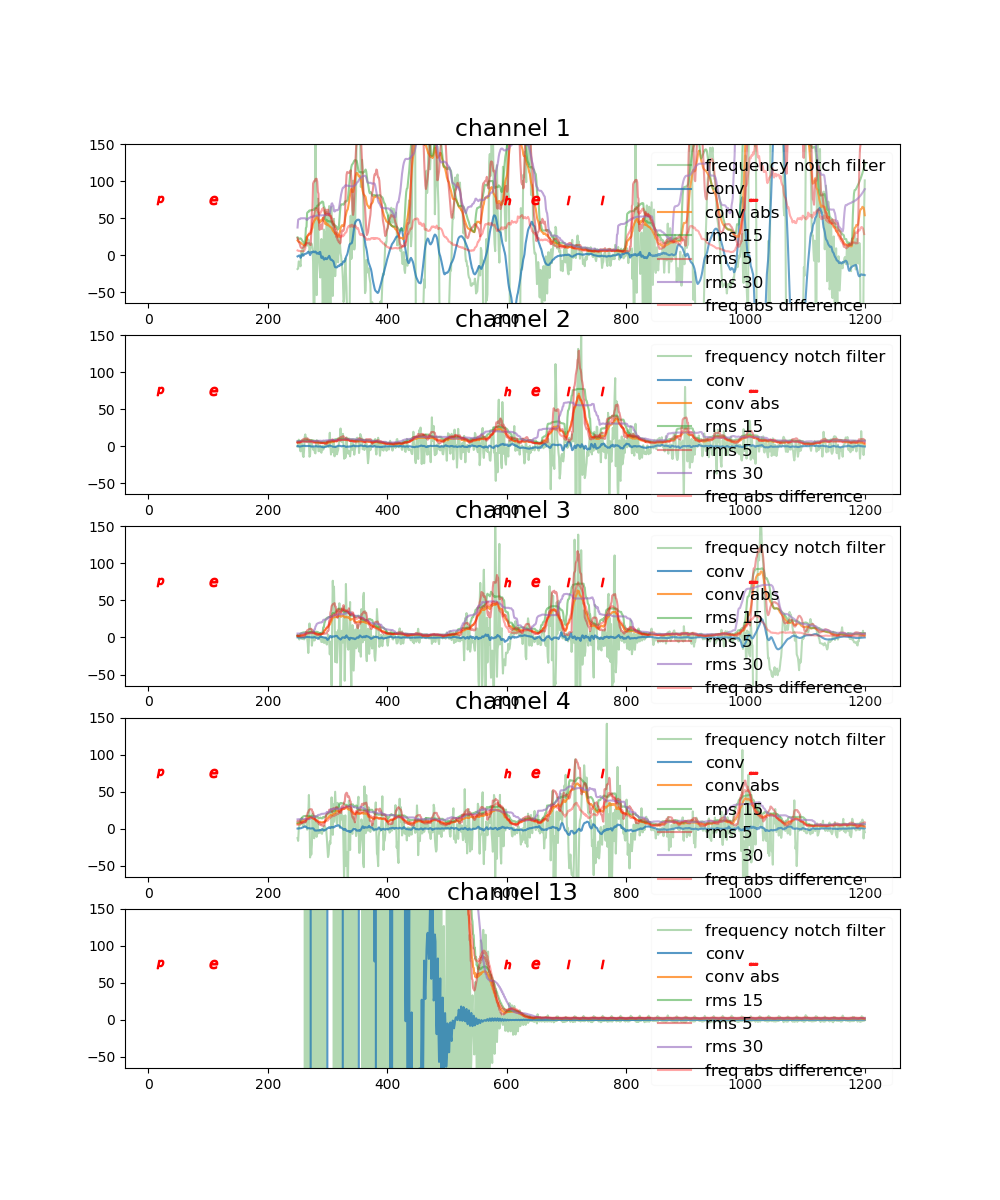 channel 1
150
100
50
0
−50
p e h e l l -
frequency notch filter
conv
conv abs
rms 15
rms 5
rms 30
freq abs difference
0 200 400 600 800 1000 1200
channel 2
150
100
50
0
−50
p e h e l l -
frequency notch filter
conv
conv abs
rms 15
rms 5
rms 30
freq abs difference
0 200 400 600 800 1000 1200
channel 3
150
100
50
0
−50
p e h e l l -
frequency notch filter
conv
conv abs
rms 15
rms 5
rms 30
freq abs difference
0 200 400 600 800 1000 1200
channel 4
150
100
50
0
−50
p e h e l l -
frequency notch filter
conv
conv abs
rms 15
rms 5
rms 30
freq abs difference
0 200 400 600 800 1000 1200
channel 13
150
100
50
0
−50
p e h e l l -
frequency notch filter
conv
conv abs
rms 15
rms 5
rms 30
freq abs difference
0 200 400 600 800 1000 1200